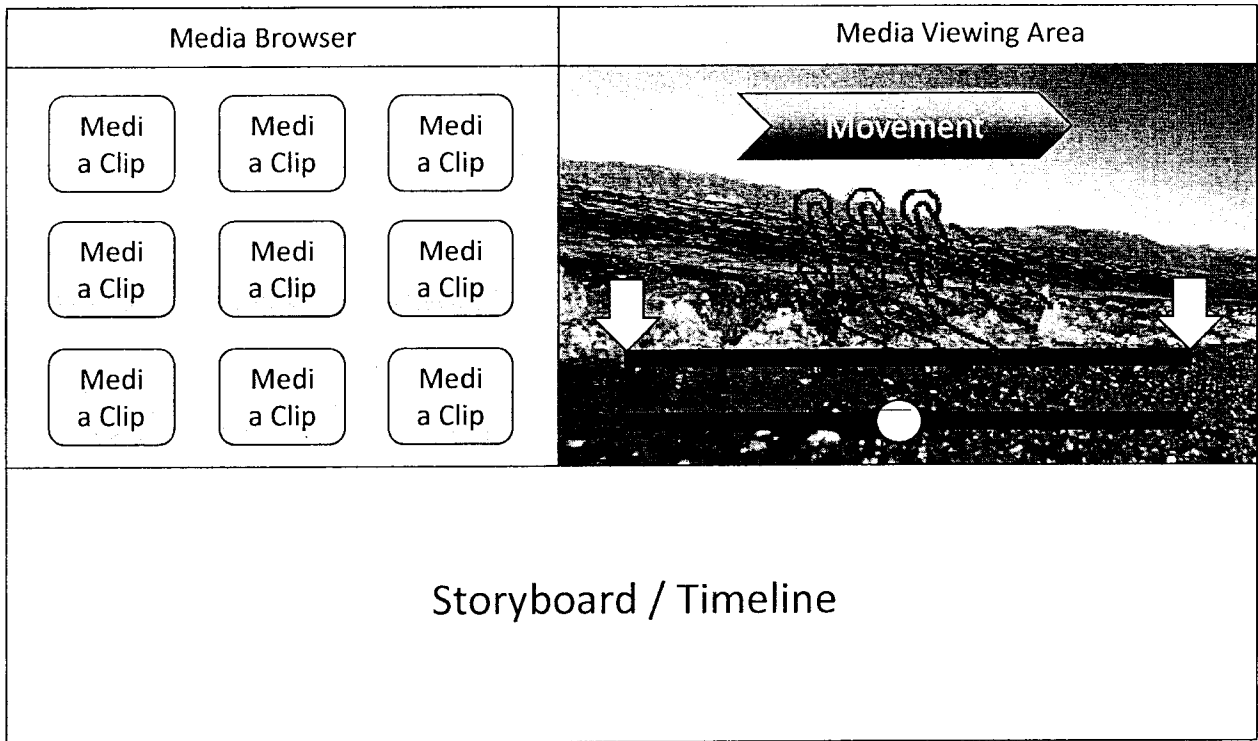 Media Browser
Media Viewing Area
Medi
a Clip
Medi
a Clip
Medi
a Clip
Movement
Medi
a Clip
Medi
a Clip
Medi
a Clip
Medi
a Clip
Medi
a Clip
Medi
a Clip
Storyboard / Timeline